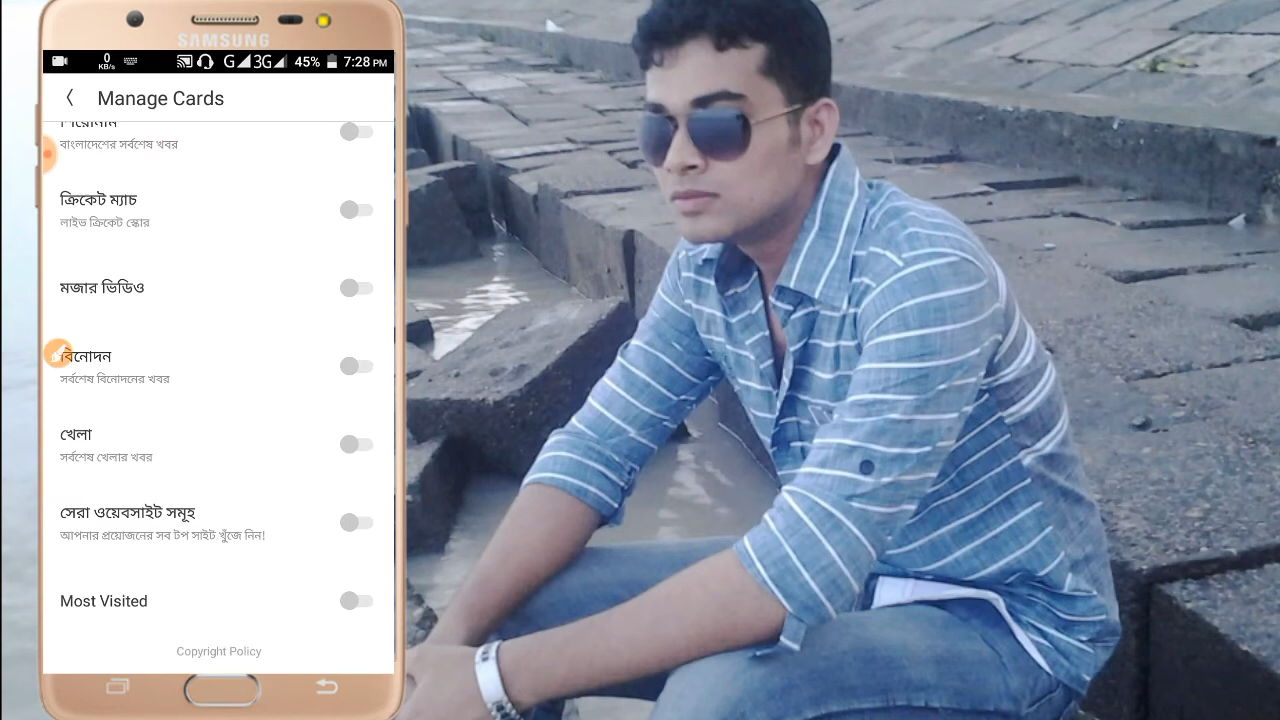 SAMSUNG
0 KB/s G 3G 45% 7:28 PM
Manage Cards
শিরোনাম
বাংলাদেশের সর্বশেষ খবর
ক্রিকেট ম্যাচ
লাইভ ক্রিকেট স্কোর
মজার ভিডিও
বিনোদন
সর্বশেষ বিনোদনের খবর
খেলা
সর্বশেষ খেলার খবর
সেরা ওয়েবসাইট সমূহ
আপনার প্রয়োজনের সব টপ সাইট খুঁজে নিন!
Most Visited
Copyright Policy